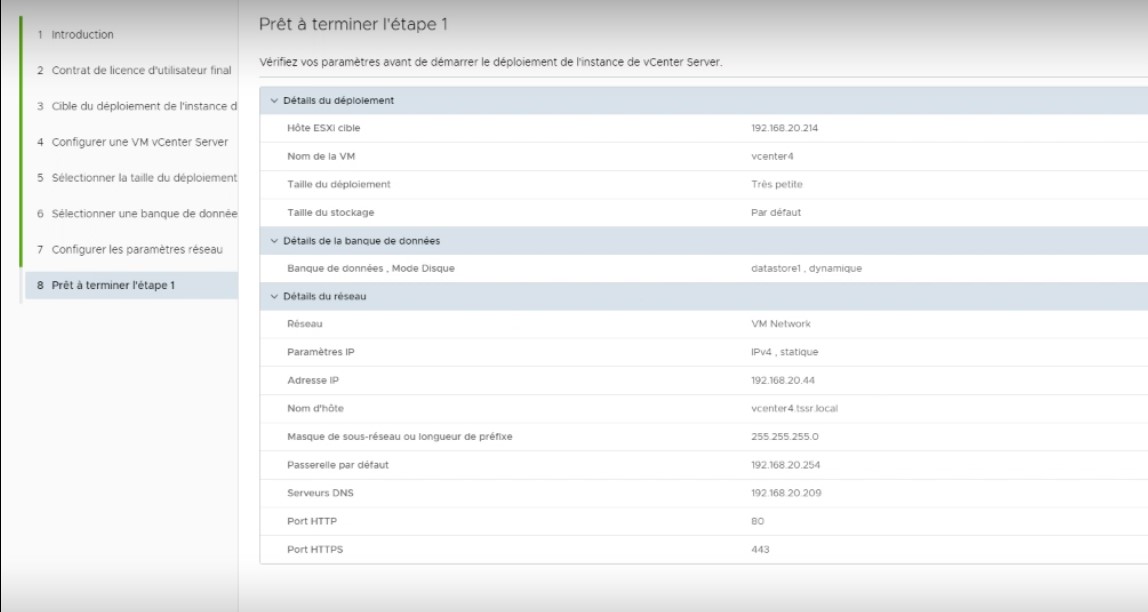 Prêt à terminer l'étape 1
1 Introduction
Vérifiez vos paramètres avant de démarrer le déploiement de l'instance de vCenter Server.
2 Contrat de licence d'utilisateur final
3 Cible du déploiement de l'instance d
4 Configurer une VM vCenter Server
5 Sélectionner la taille du déploiement
6 Sélectionner une banque de donnée
7 Configurer les paramètres réseau
8 Prêt à terminer l'étape 1
Détails du déploiement
Hôte ESXi cible 192.168.20.214
Nom de la VM vcenter4
Taille du déploiement Très petite
Taille du stockage Par défaut
Détails de la banque de données
Banque de données , Mode Disque datastore1 , dynamique
Détails du réseau
Réseau VM Network
Paramètres IP IPv4 , statique
Adresse IP 192.168.20.44
Nom d'hôte vcenter4.tssr.local
Masque de sous-réseau ou longueur de préfixe 255.255.255.0
Passerelle par défaut 192.168.20.254
Serveurs DNS 192.168.20.209
Port HTTP 80
Port HTTPS 443